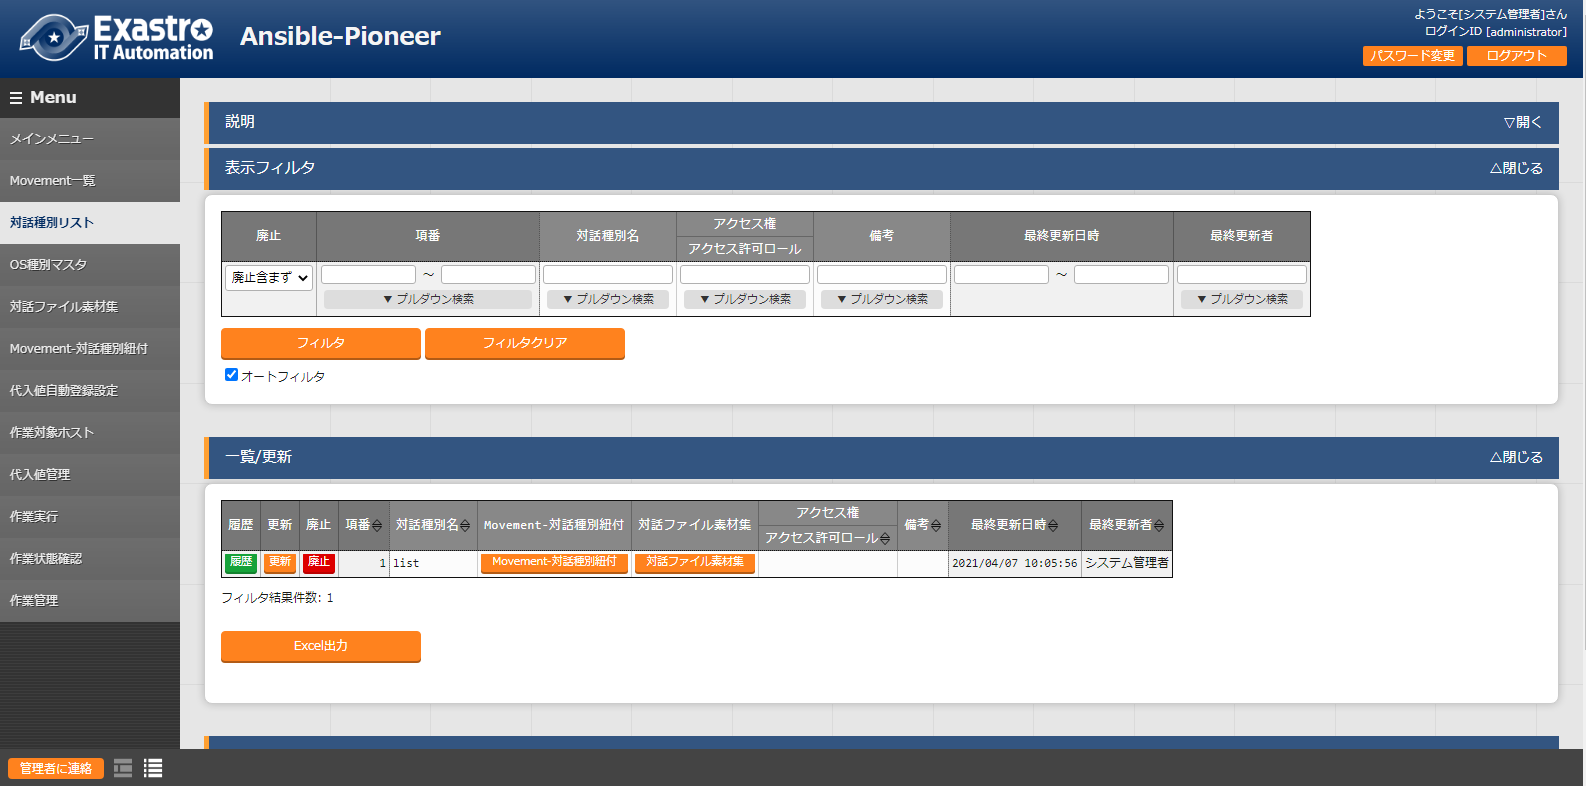 Exastro
IT Automation
Ansible-Pioneer
ようこそ[システム管理者]さん
ログインID [administrator]
パスワード変更
ログアウト
Menu
メインメニュー
Movement一覧
対話種別リスト
OS種別マスタ
対話ファイル素材集
Movement-対話種別紐付
代入値自動登録設定
作業対象ホスト
代入値管理
作業実行
作業状態確認
作業管理
説明
▽開く
表示フィルタ
△閉じる
廃止
項番
対話種別名
アクセス権
アクセス許可ロール
備考
最終更新日時
最終更新者
廃止含まず
～
～
▼ プルダウン検索
▼ プルダウン検索
▼ プルダウン検索
▼ プルダウン検索
▼ プルダウン検索
フィルタ
フィルタクリア
オートフィルタ
一覧/更新
△閉じる
履歴
更新
廃止
項番
対話種別名
Movement-対話種別紐付
対話ファイル素材集
アクセス権
アクセス許可ロール
備考
最終更新日時
最終更新者
履歴
更新
廃止
1
list
Movement-対話種別紐付
対話ファイル素材集
2021/04/07 10:05:56
システム管理者
フィルタ結果件数: 1
Excel出力
管理者に連絡